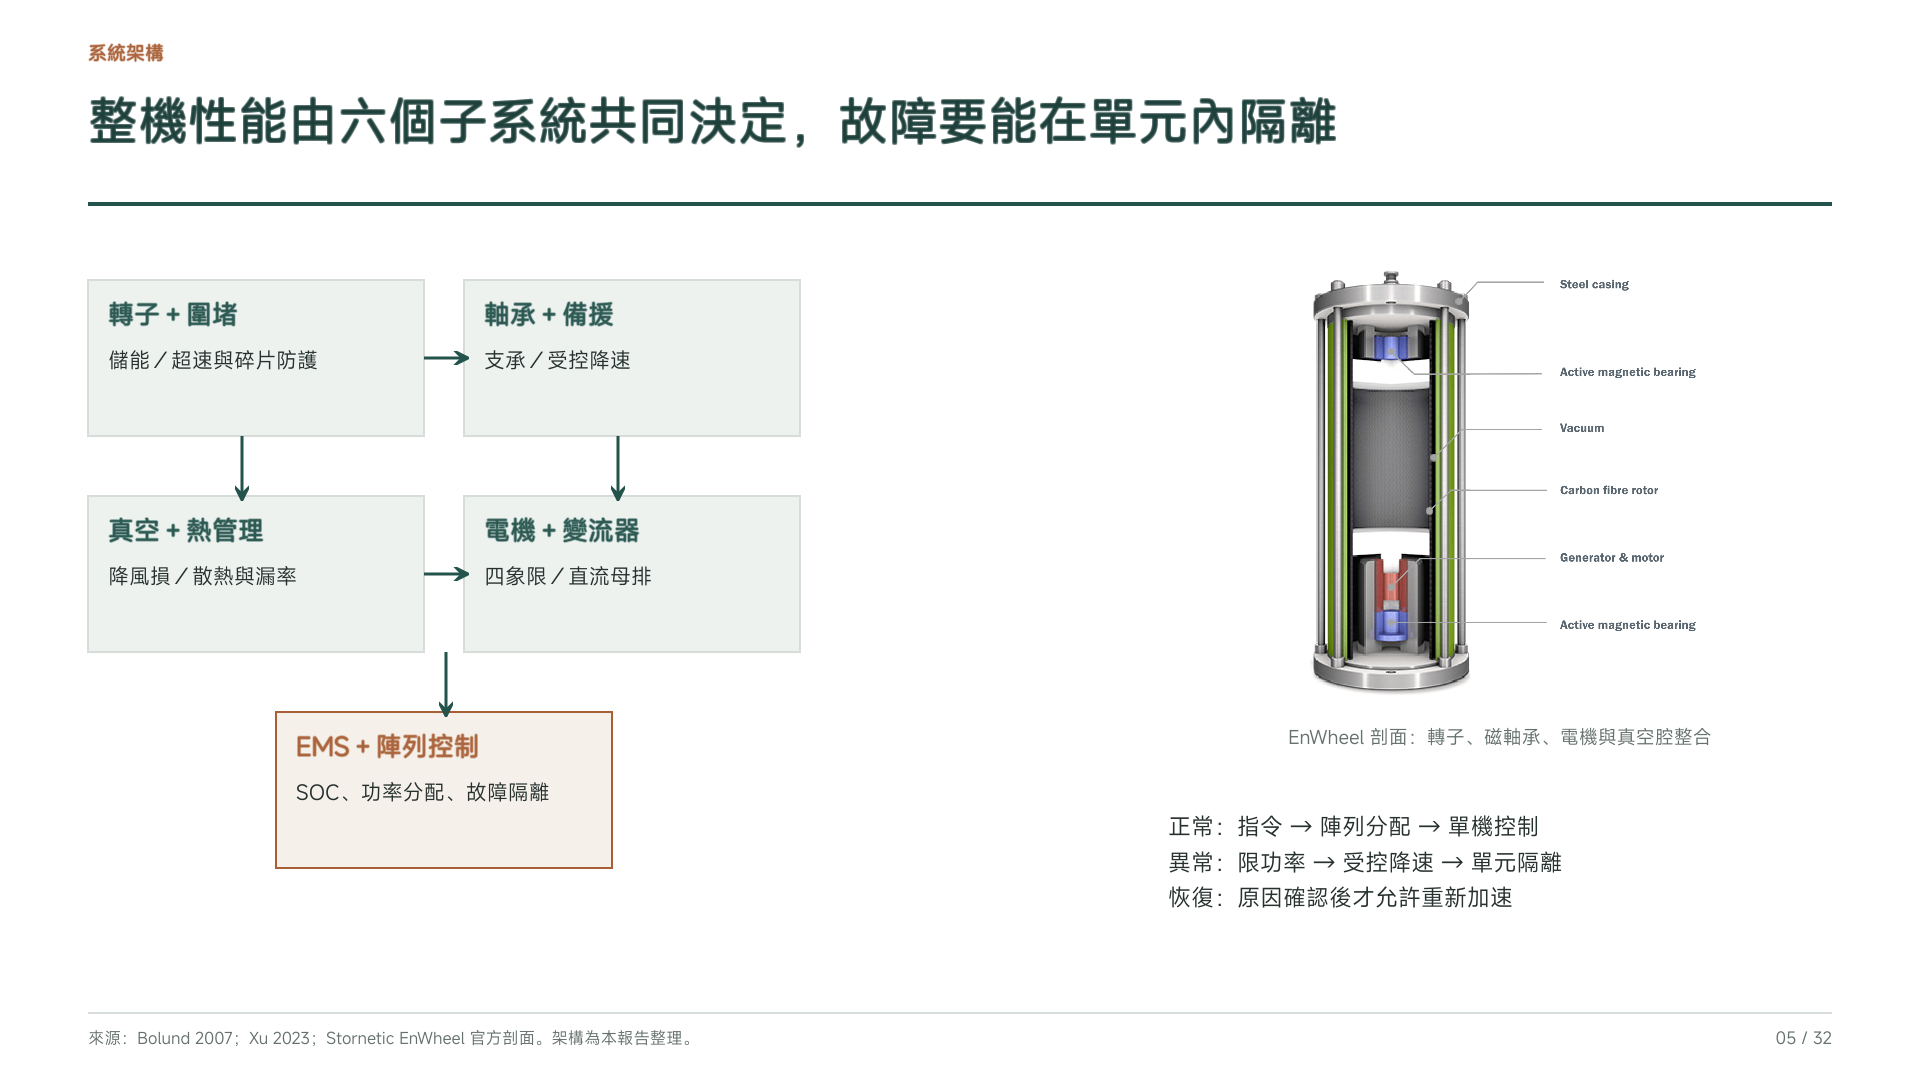 系統架構
整機性能由六個子系統共同決定，故障要能在單元內隔離
轉子 + 圍堵
儲能／超速與碎片防護
軸承 + 備援
支承／受控降速
真空 + 熱管理
降風損／散熱與漏率
電機 + 變流器
四象限／直流母排
EMS + 陣列控制
SOC、功率分配、故障隔離
Steel casing
Active magnetic bearing
Vacuum
Carbon fibre rotor
Generator & motor
Active magnetic bearing
EnWheel 剖面：轉子、磁軸承、電機與真空腔整合
正常：指令 → 陣列分配 → 單機控制
異常：限功率 → 受控降速 → 單元隔離
恢復：原因確認後才允許重新加速
來源：Bolund 2007；Xu 2023；Stornetic EnWheel 官方剖面。架構為本報告整理。
05 / 32